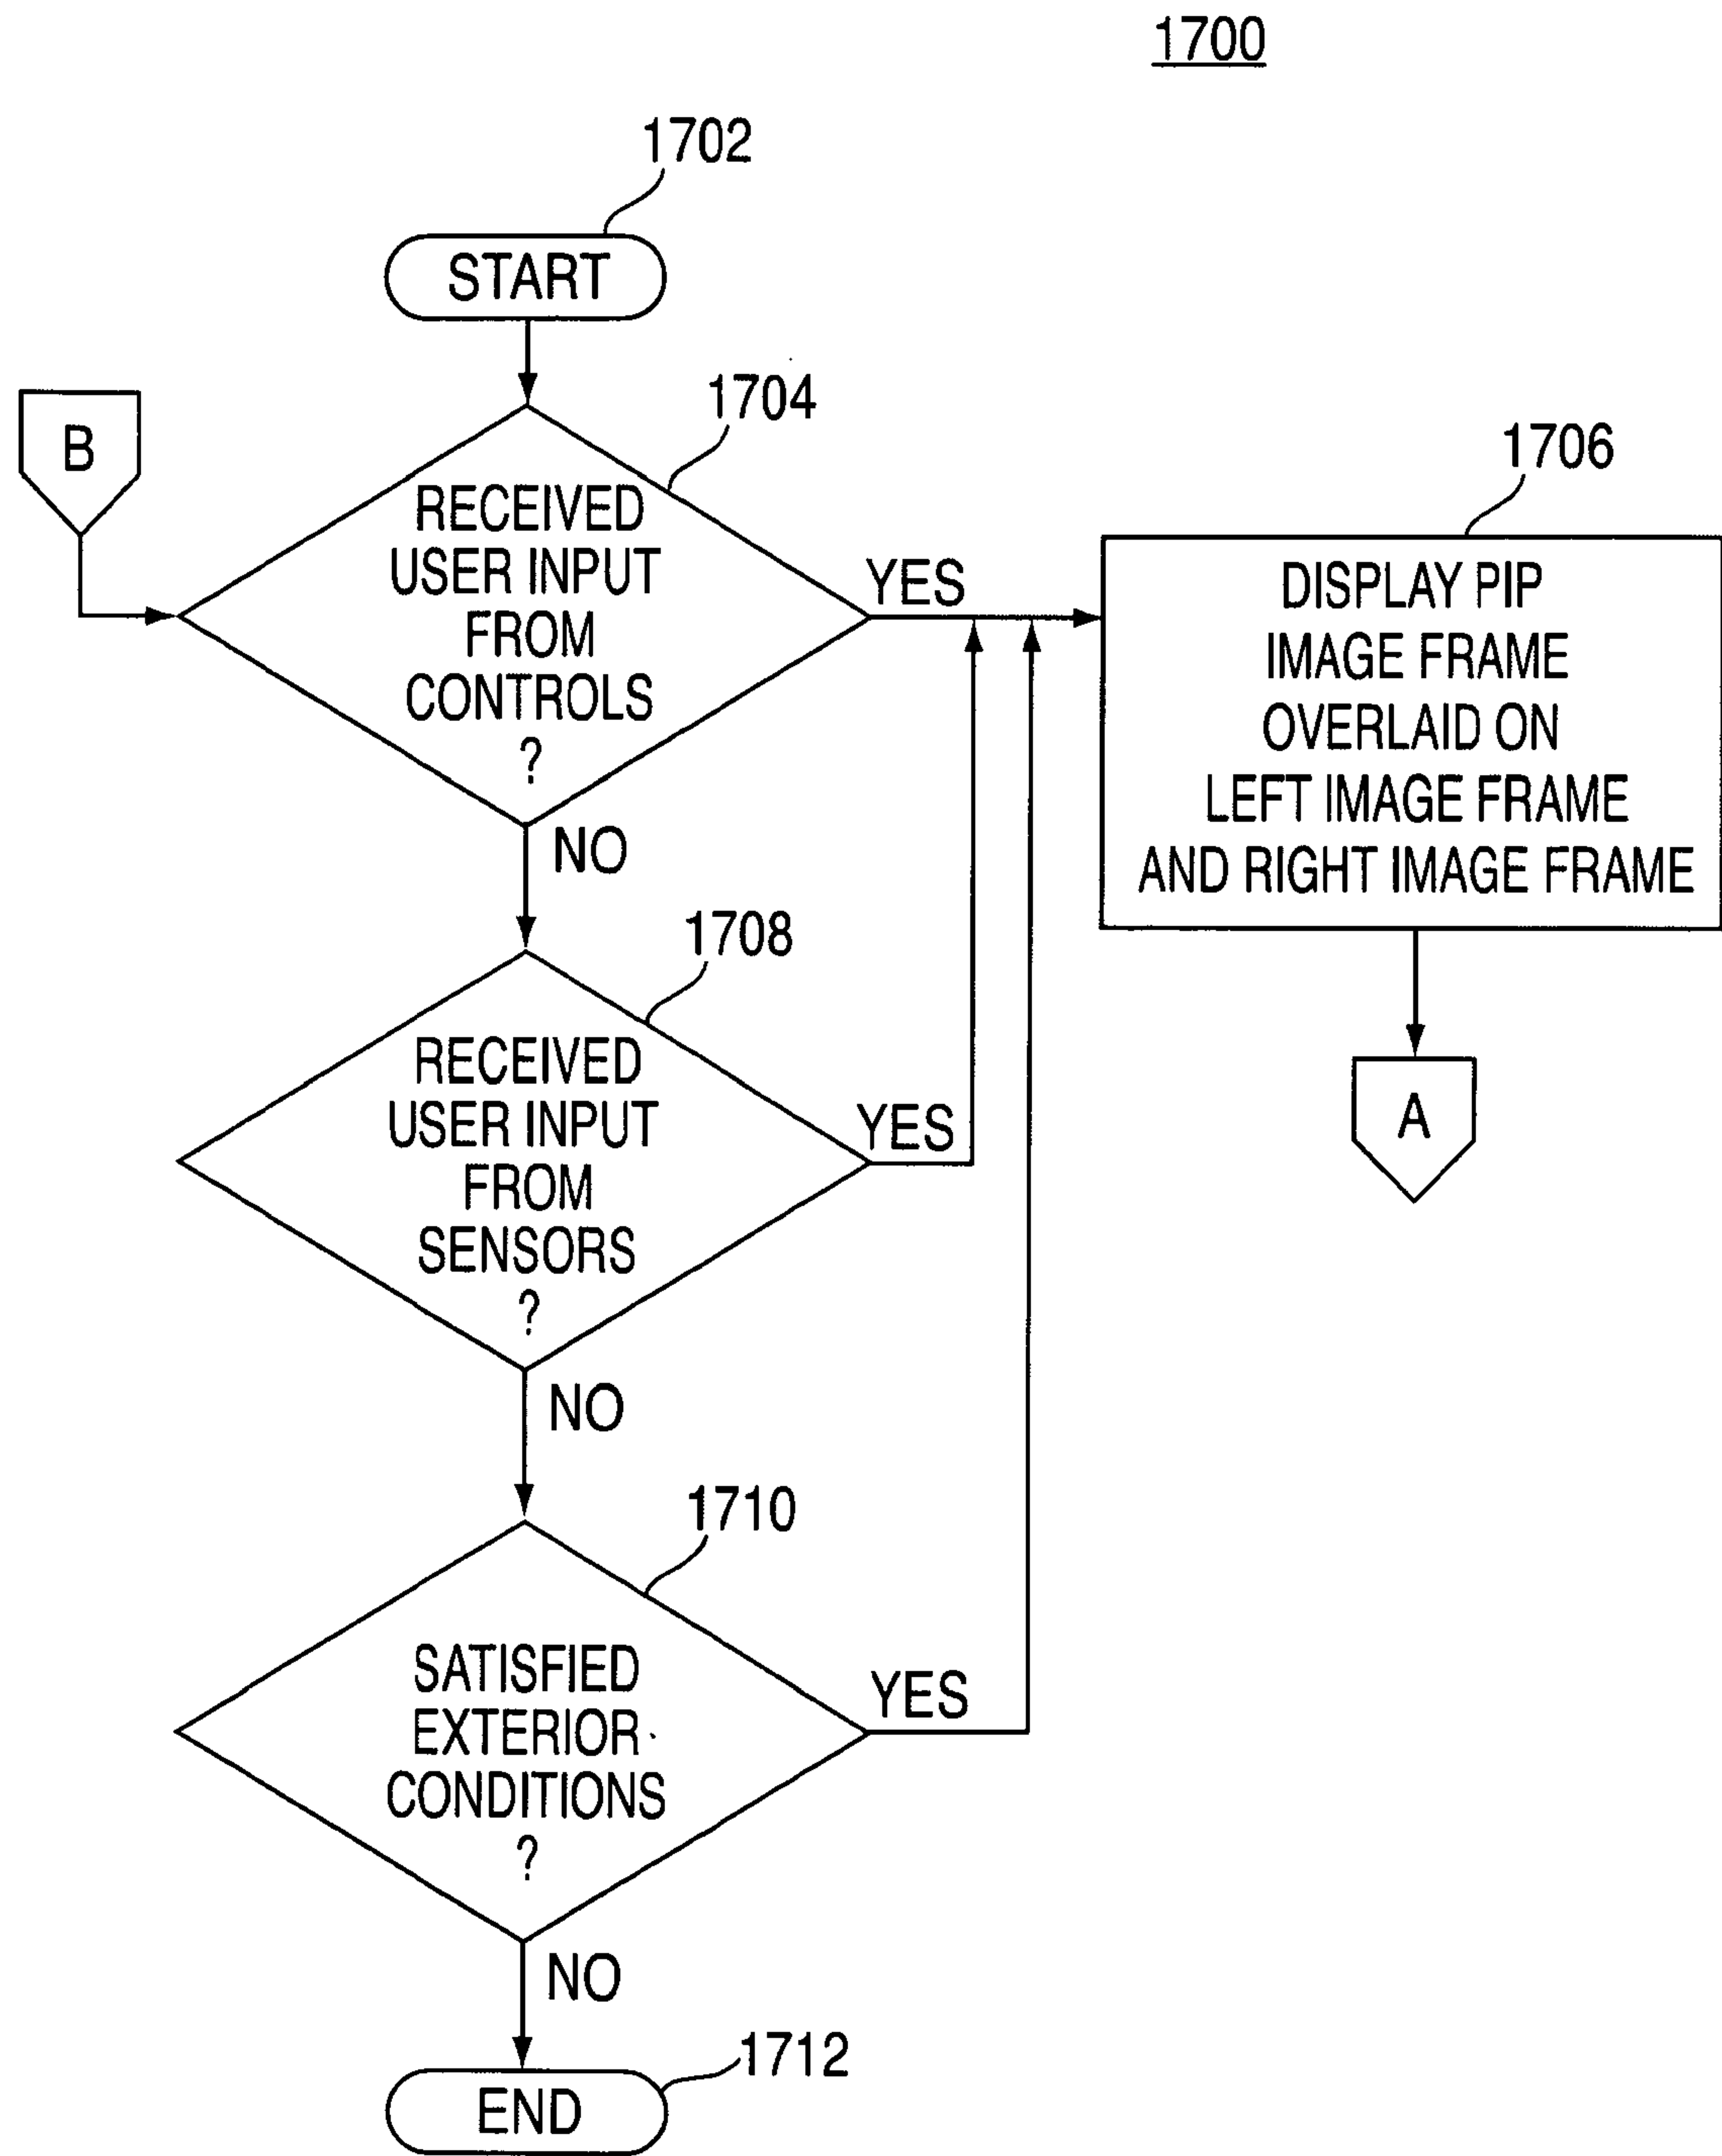 1700
1702
START
B
1704
RECEIVED
USER INPUT
FROM
CONTROLS
?
YES
NO
1706
DISPLAY PIP
IMAGE FRAME
OVERLAID ON
LEFT IMAGE FRAME
AND RIGHT IMAGE FRAME
A
1708
RECEIVED
USER INPUT
FROM
SENSORS
?
YES
NO
1710
SATISFIED
EXTERIOR
CONDITIONS
?
YES
NO
1712
END